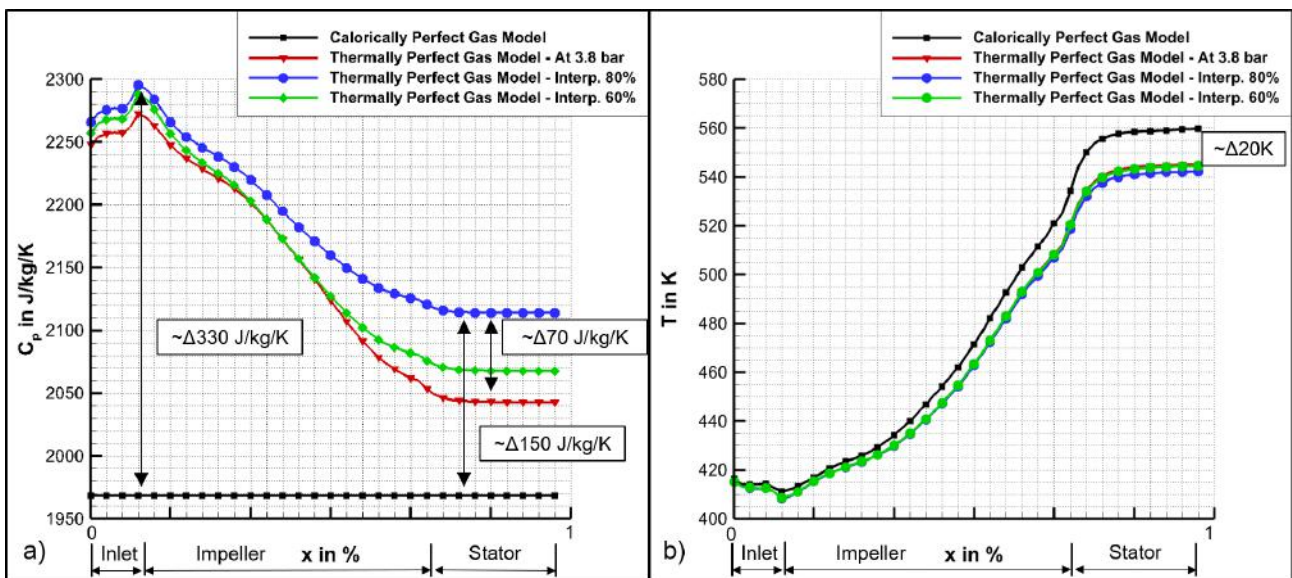 Calorically Perfect Gas Model
Thermally Perfect Gas Model - At 3.8 bar
Thermally Perfect Gas Model - Interp. 80%
Thermally Perfect Gas Model - Interp. 60%
2300
2250
2200
2150
2100
2050
2000
1950
Cp in J/kg/K
~Δ330 J/kg/K
~Δ70 J/kg/K
~Δ150 J/kg/K
0
1
a)
Inlet
Impeller
x in %
Stator
Calorically Perfect Gas Model
Thermally Perfect Gas Model - At 3.8 bar
Thermally Perfect Gas Model - Interp. 80%
Thermally Perfect Gas Model - Interp. 60%
580
560
540
520
500
480
460
440
420
400
T in K
~Δ20K
0
1
b)
Inlet
Impeller
x in %
Stator